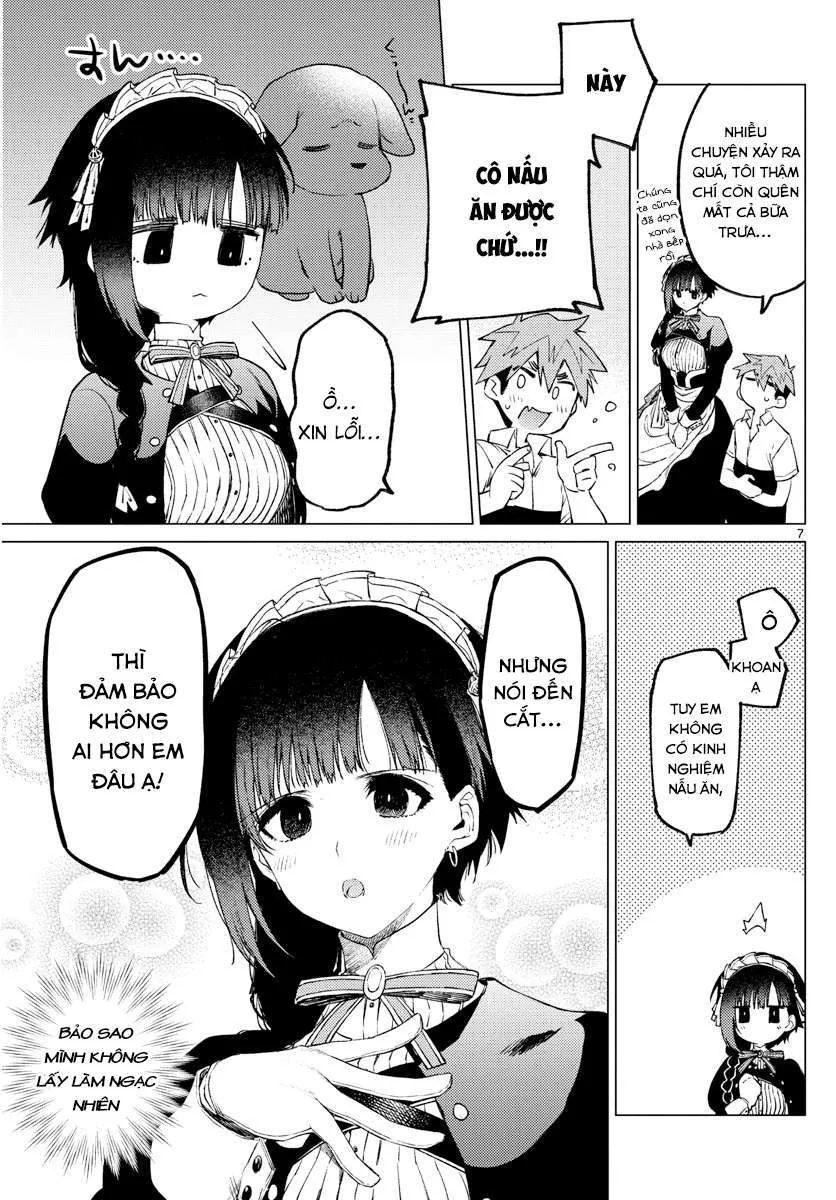 NHIỀU
CHUYỆN XẢY RA
QUÁ, TÔI THẬM
CHÍ CÒN QUÊN
MẤT CẢ BỮA
TRƯA...
Chúng
ta cũng
đã dọn
xong
nhà bếp
rồi
NÀY
CÔ NẤU
ĂN ĐƯỢC
CHỨ...!!
すん....
Ồ...
XIN LỖI...
7
Ô
KHOAN
Ạ
TUY EM
KHÔNG
CÓ KINH
NGHIỆM
NẤU ĂN,
NHƯNG
NÓI ĐẾN
CẮT...
THÌ
ĐẢM BẢO
KHÔNG
AI HƠN EM
ĐÂU Ạ!
BẢO SAO
MÌNH KHÔNG
LẤY LÀM NGẠC
NHIÊN